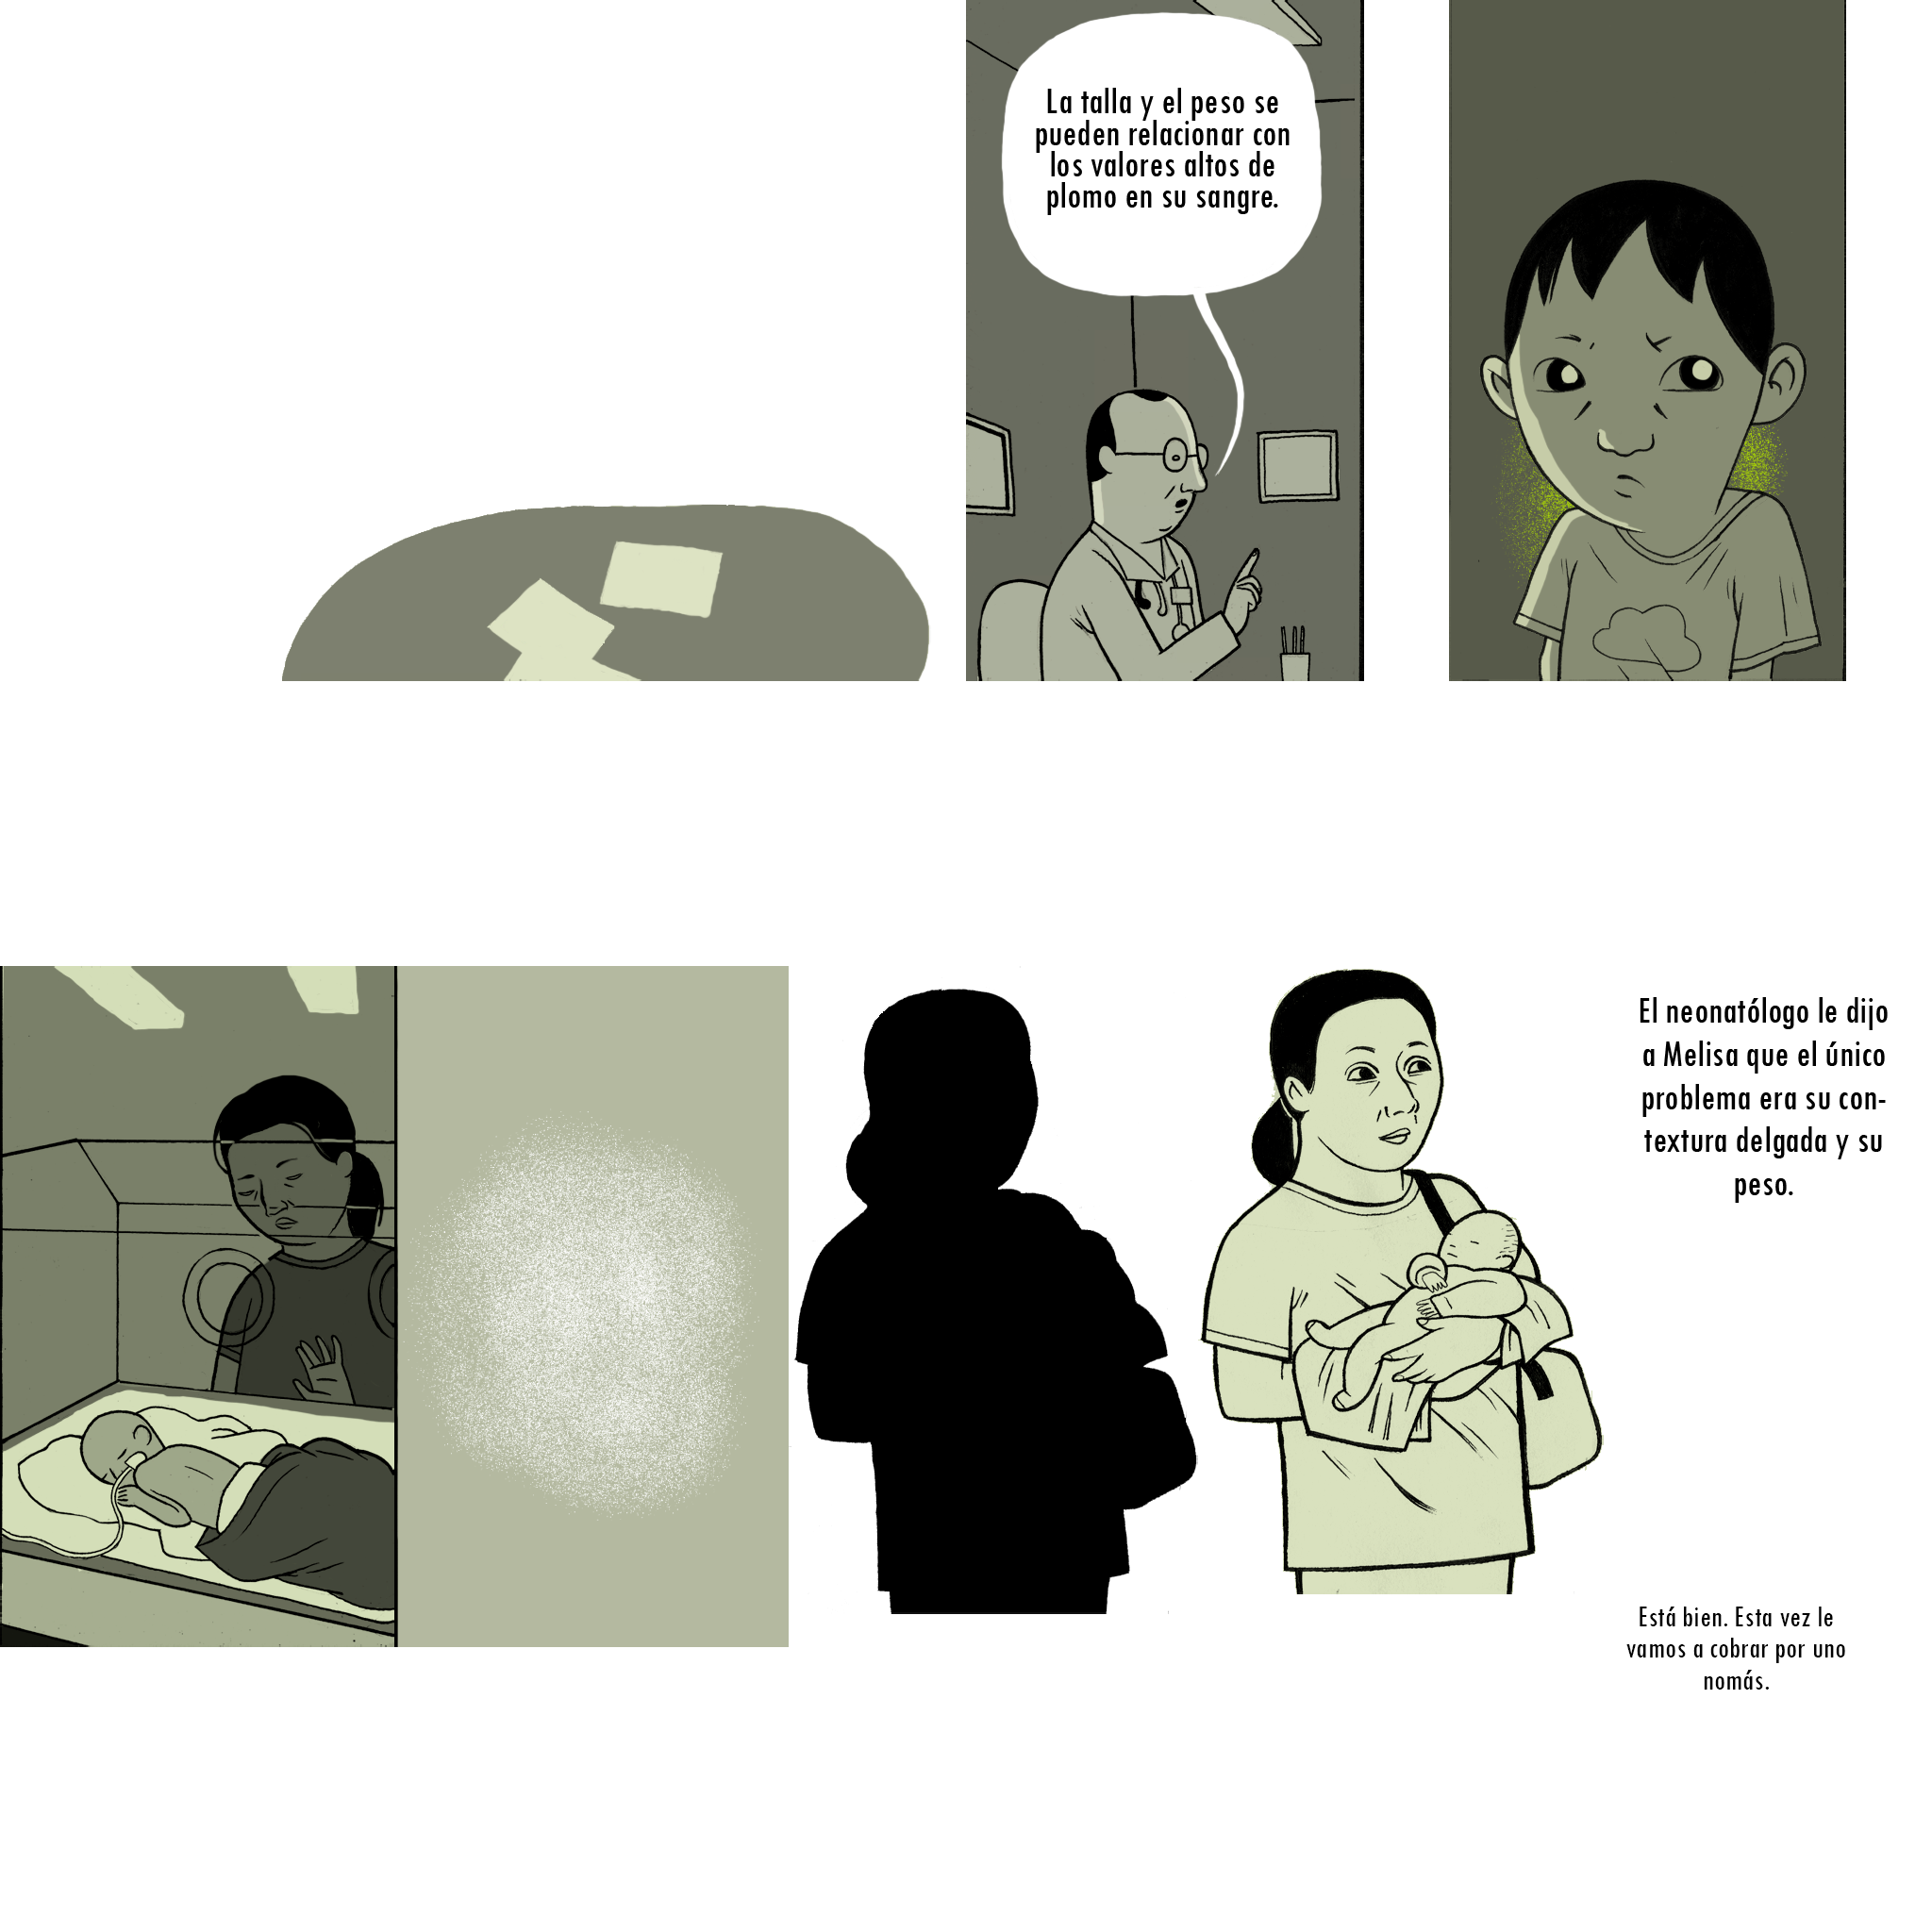 La talla y el peso se
pueden relacionar con
los valores altos de
plomo en su sangre.
El neonatólogo le dijo
a Melisa que el único
problema era su con-
textura delgada y su
peso.
Está bien. Esta vez le
vamos a cobrar por uno
nomás.